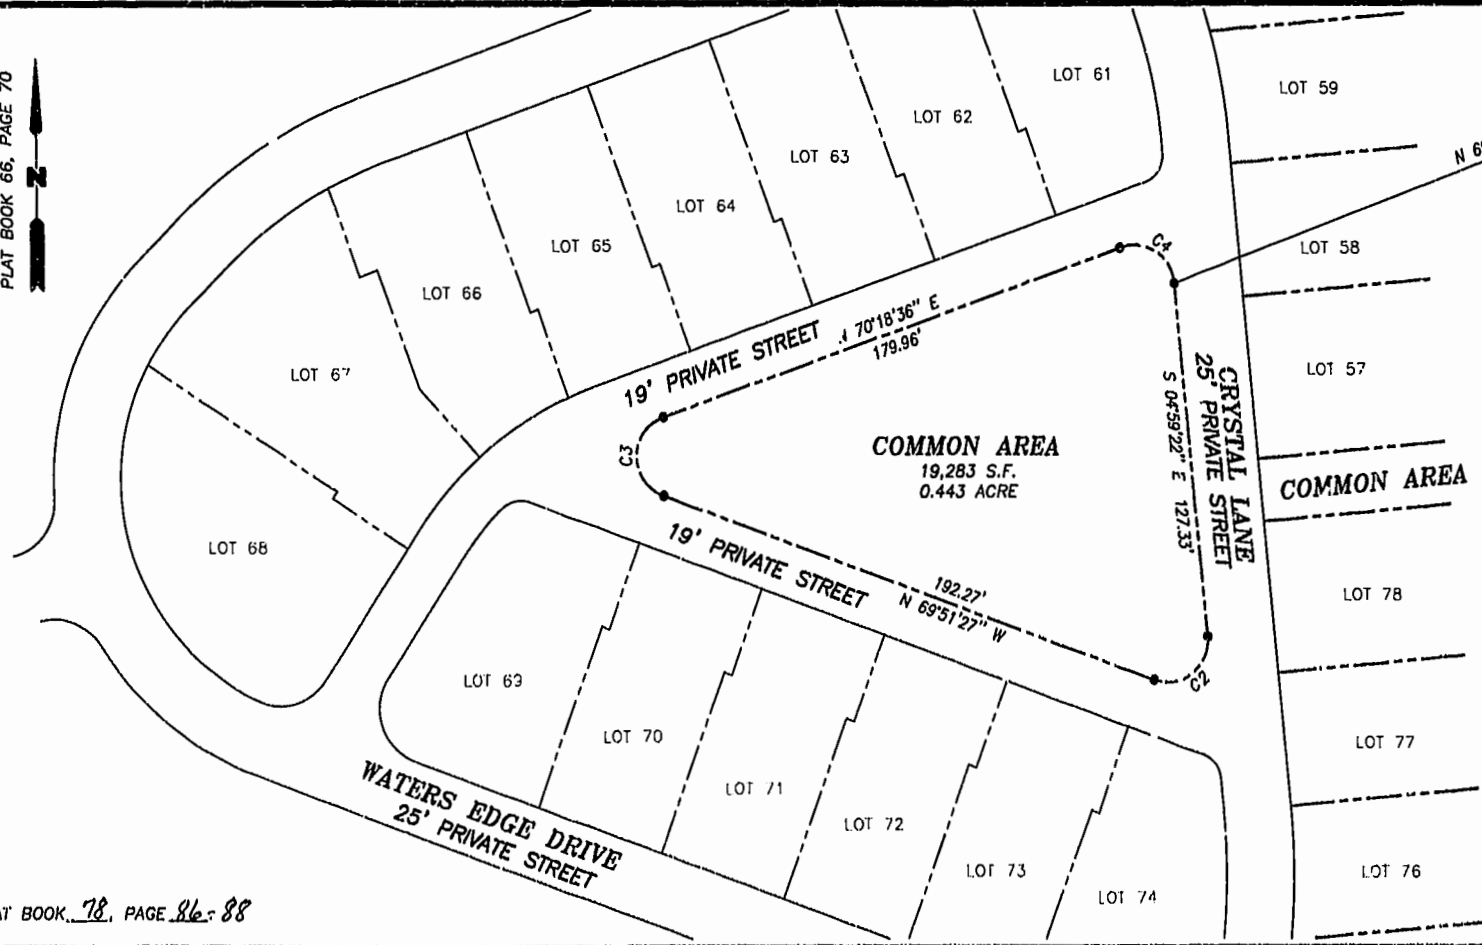 PLAT BOOK 66, PAGE 70
N
LOT 61
LOT 59
LOT 62
LOT 63
LOT 64
LOT 65
LOT 66
LOT 67
LOT 68
C4
LOT 58
LOT 57
19' PRIVATE STREET
70°18'36" E
179.96'
C3
COMMON AREA
19,283 S.F.
0.443 ACRE
S 04°59'22" E 127.33'
CRYSTAL LANE
25' PRIVATE STREET
COMMON AREA
19' PRIVATE STREET
192.27'
N 69°51'27" W
C2
LOT 78
LOT 77
LOT 76
LOT 69
LOT 70
LOT 71
LOT 72
LOT 73
LOT 74
WATERS EDGE DRIVE
25' PRIVATE STREET
BOOK 78, PAGE 86-88